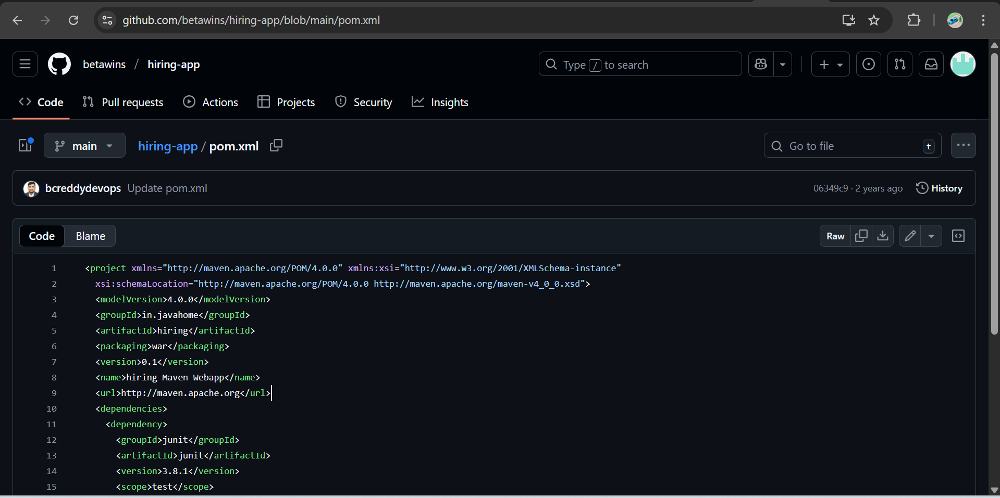 github.com/betawins/hiring-app/blob/main/pom.xml
betawins / hiring-app
Type / to search
Code Pull requests Actions Projects Security Insights
main hiring-app / pom.xml
Go to file t
bcreddydevops Update pom.xml
06349c9 · 2 years ago History
Code Blame
Raw
1 <project xmlns="http://maven.apache.org/POM/4.0.0" xmlns:xsi="http://www.w3.org/2001/XMLSchema-instance"
2 xsi:schemaLocation="http://maven.apache.org/POM/4.0.0 http://maven.apache.org/maven-v4_0_0.xsd">
3 <modelVersion>4.0.0</modelVersion>
4 <groupId>in.javahome</groupId>
5 <artifactId>hiring</artifactId>
6 <packaging>war</packaging>
7 <version>0.1</version>
8 <name>hiring Maven Webapp</name>
9 <url>http://maven.apache.org</url>
10 <dependencies>
11 <dependency>
12 <groupId>junit</groupId>
13 <artifactId>junit</artifactId>
14 <version>3.8.1</version>
15 <scope>test</scope>